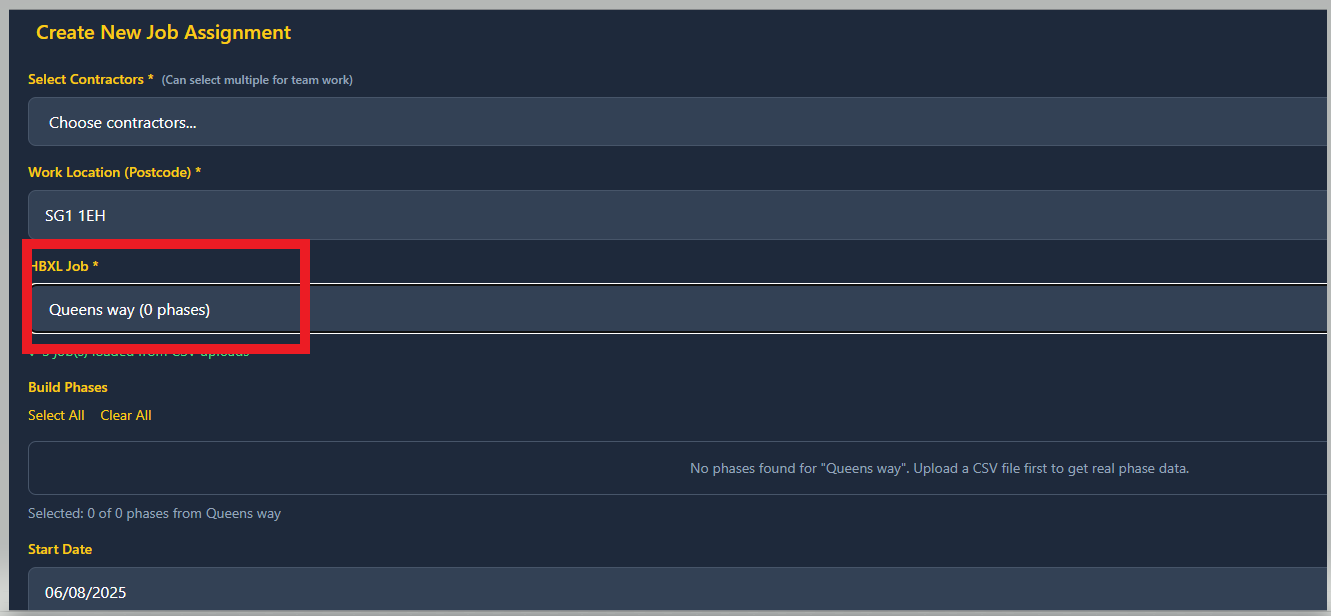 Create New Job Assignment
Select Contractors * (Can select multiple for team work)
Choose contractors...
Work Location (Postcode) *
SG1 1EH
HBXL Job *
Queens way (0 phases)
job(s) loaded from CSV uploads
Build Phases
Select All Clear All
No phases found for "Queens way". Upload a CSV file first to get real phase data.
Selected: 0 of 0 phases from Queens way
Start Date
06/08/2025